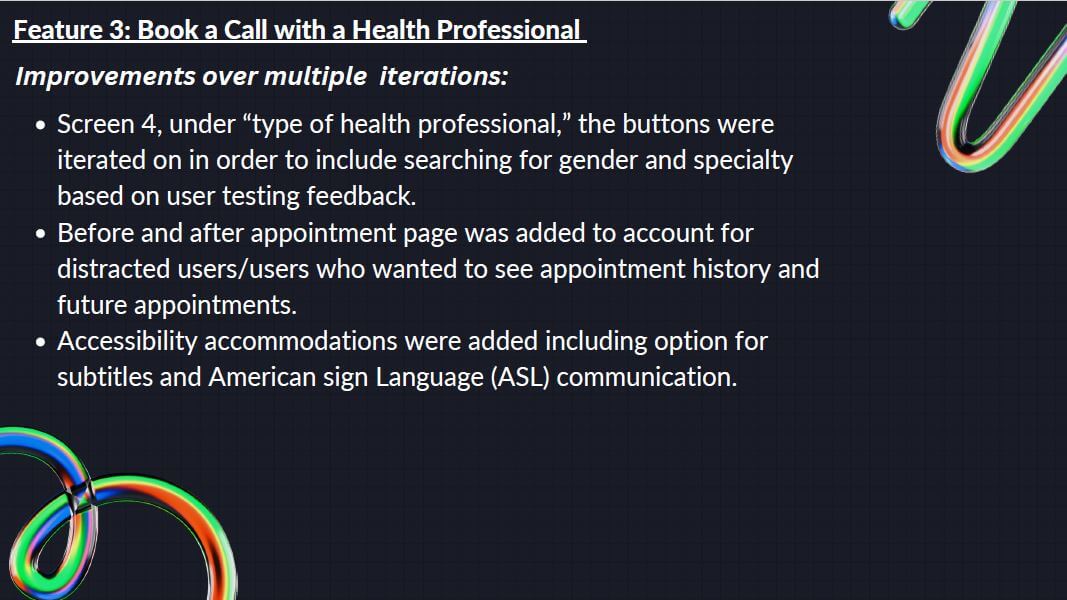 Feature 3: Book a Call with a Health Professional
Improvements over multiple iterations:
• Screen 4, under “type of health professional,” the buttons were
iterated on in order to include searching for gender and specialty
based on user testing feedback.
• Before and after appointment page was added to account for
distracted users/users who wanted to see appointment history and
future appointments.
• Accessibility accommodations were added including option for
subtitles and American sign Language (ASL) communication.